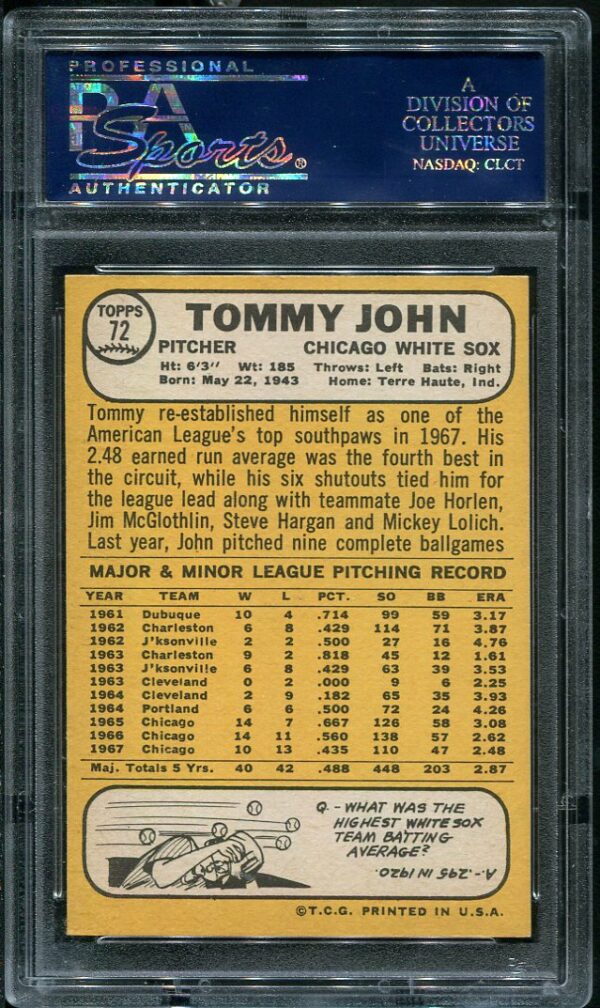 PROFESSIONAL
PSA
Sports®
AUTHENTICATOR
A
DIVISION OF
COLLECTORS
UNIVERSE
NASDAQ: CLCT
TOPPS
72
TOMMY JOHN
PITCHER CHICAGO WHITE SOX
Ht: 6'3'' Wt: 185 Throws: Left Bats: Right
Born: May 22, 1943 Home: Terre Haute, Ind.
Tommy re-established himself as one of the
American League's top southpaws in 1967. His
2.48 earned run average was the fourth best in
the circuit, while his six shutouts tied him for
the league lead along with teammate Joe Horlen,
Jim McGlothlin, Steve Hargan and Mickey Lolich.
Last year, John pitched nine complete ballgames
MAJOR & MINOR LEAGUE PITCHING RECORD
YEAR TEAM W L PCT. SO BB ERA
1961 Dubuque 10 4 .714 99 59 3.17
1962 Charleston 6 8 .429 114 71 3.87
1962 J'ksonville 2 2 .500 27 16 4.76
1963 Charleston 9 2 .818 45 12 1.61
1963 J'ksonville 6 8 .429 63 39 3.53
1963 Cleveland 0 2 .000 9 6 2.25
1964 Cleveland 2 9 .182 65 35 3.93
1964 Portland 6 6 .500 72 24 4.26
1965 Chicago 14 7 .667 126 58 3.08
1966 Chicago 14 11 .560 138 57 2.62
1967 Chicago 10 13 .435 110 47 2.48
Maj. Totals 5 Yrs. 40 42 .488 448 203 2.87
Q.-WHAT WAS THE
HIGHEST WHITE SOX
TEAM BATTING
AVERAGE?
A.-.295 IN 1920.
©T.C.G. PRINTED IN U.S.A.